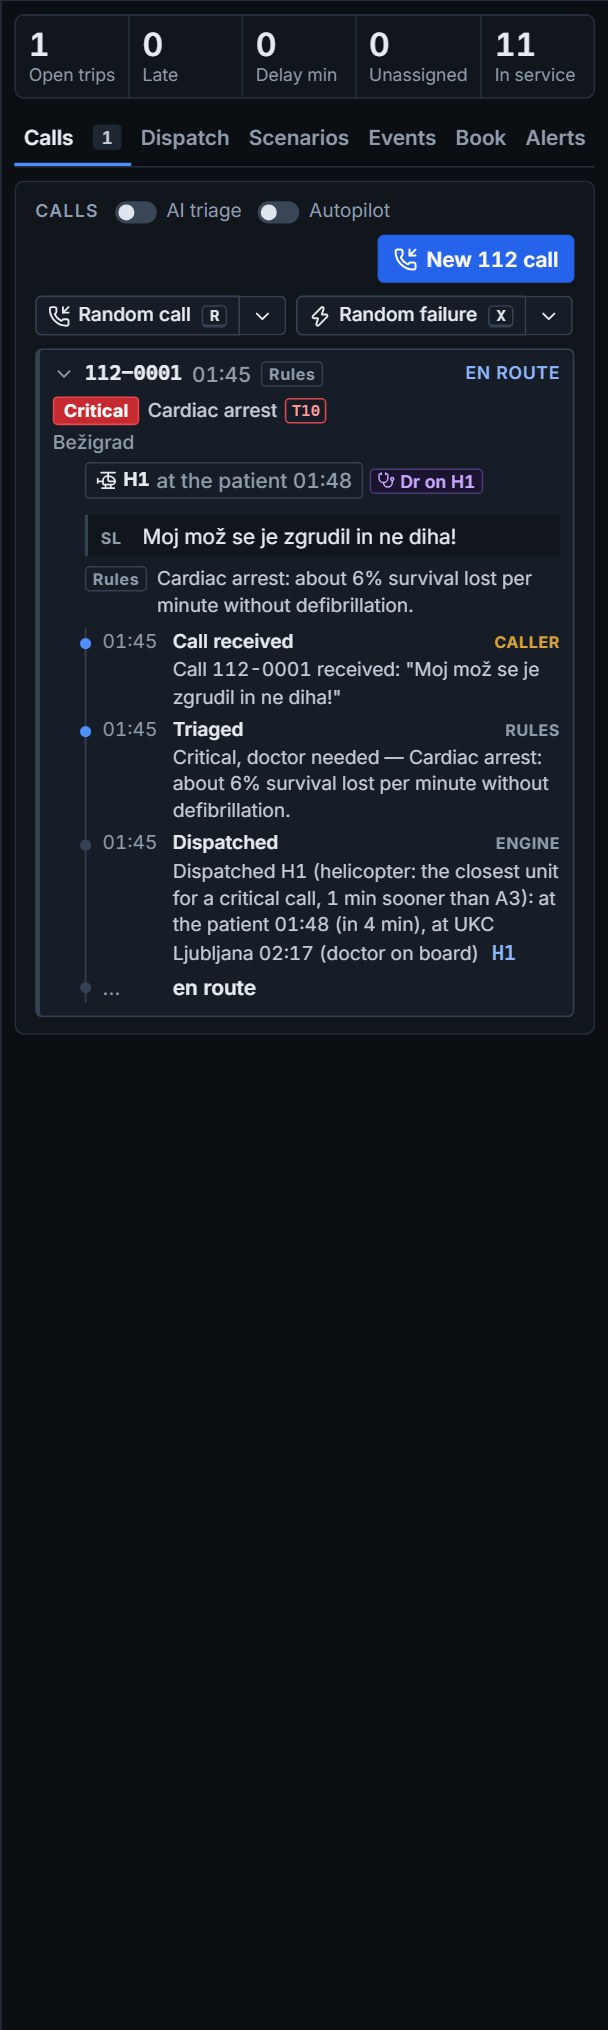 1 0 0 0 11
Open trips Late Delay min Unassigned In service
Calls 1 Dispatch Scenarios Events Book Alerts
CALLS AI triage Autopilot
New 112 call
Random call R Random failure X
112–0001 01:45 Rules EN ROUTE
Critical Cardiac arrest T10
Bežigrad
H1 at the patient 01:48 Dr on H1
SL Moj mož se je zgrudil in ne diha!
Rules Cardiac arrest: about 6% survival lost per
minute without defibrillation.
01:45 Call received CALLER
Call 112-0001 received: "Moj mož se je
zgrudil in ne diha!"
01:45 Triaged RULES
Critical, doctor needed — Cardiac arrest:
about 6% survival lost per minute without
defibrillation.
01:45 Dispatched ENGINE
Dispatched H1 (helicopter: the closest unit
for a critical call, 1 min sooner than A3): at
the patient 01:48 (in 4 min), at UKC
Ljubljana 02:17 (doctor on board) H1
... en route